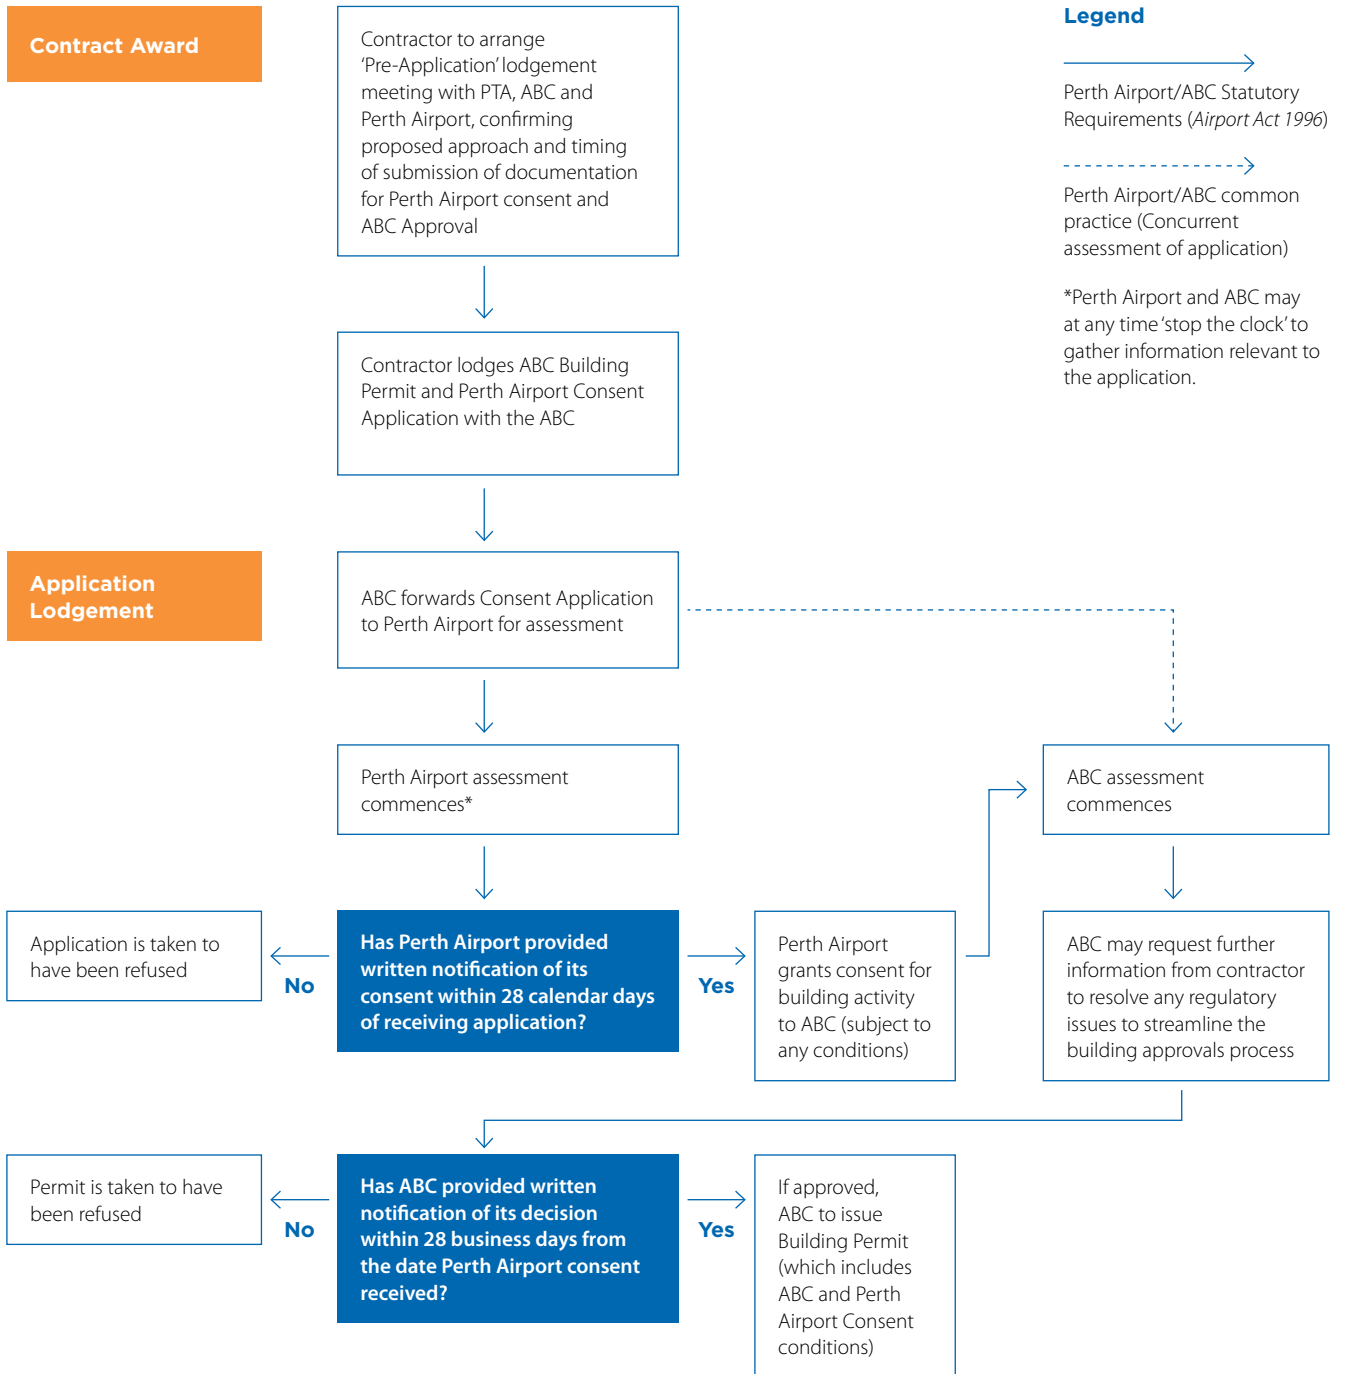 Contract Award
Contractor to arrange
‘Pre-Application’ lodgement
meeting with PTA, ABC and
Perth Airport, confirming
proposed approach and timing
of submission of documentation
for Perth Airport consent and
ABC Approval
Legend
Perth Airport/ABC Statutory
Requirements (Airport Act 1996)
Perth Airport/ABC common
practice (Concurrent
assessment of application)
*Perth Airport and ABC may
at any time ‘stop the clock’ to
gather information relevant to
the application.
Contractor lodges ABC Building
Permit and Perth Airport Consent
Application with the ABC
Application
Lodgement
ABC forwards Consent Application
to Perth Airport for assessment
Perth Airport assessment
commences*
ABC assessment
commences
Application is taken to
have been refused
No
Has Perth Airport provided
written notification of its
consent within 28 calendar days
of receiving application?
Yes
Perth Airport
grants consent for
building activity
to ABC (subject to
any conditions)
ABC may request further
information from contractor
to resolve any regulatory
issues to streamline the
building approvals process
Permit is taken to have
been refused
No
Has ABC provided written
notification of its decision
within 28 business days from
the date Perth Airport consent
received?
Yes
If approved,
ABC to issue
Building Permit
(which includes
ABC and Perth
Airport Consent
conditions)